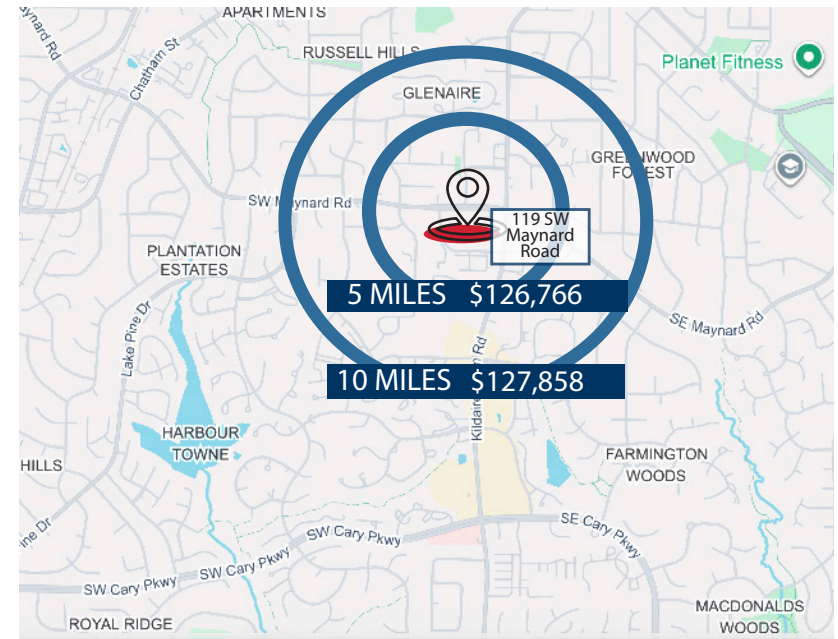 APARTMENTS
Maynard Rd
Chatham St
RUSSELL HILLS
Planet Fitness
GLENAIRE
GREENWOOD
FOREST
SW Maynard Rd
119 SW
Maynard
Road
PLANTATION
ESTATES
5 MILES $126,766
SE Maynard Rd
Lake Pine Dr
10 MILES $127,858
Kildaire
Rd
HARBOUR
TOWNE
HILLS
FARMINGTON
WOODS
ine Dr
SW Cary Pkwy
SE Cary Pkwy
SW Cary Pkwy
SW Cary Pkwy
MACDONALDS
WOODS
ROYAL RIDGE